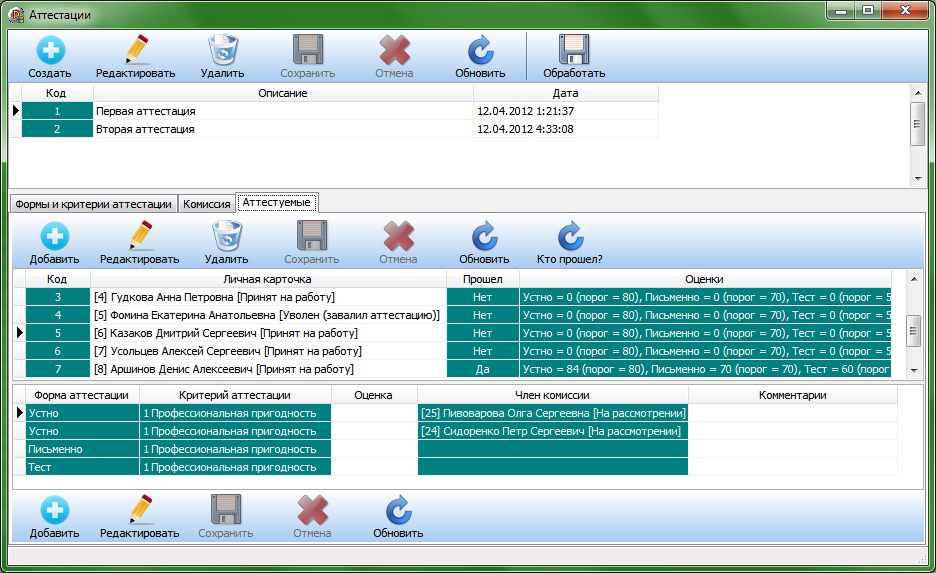 Аттестации
Создать Редактировать Удалить Сохранить Отмена Обновить Обработать
Код Описание Дата
1 Первая аттестация 12.04.2012 1:21:37
2 Вторая аттестация 12.04.2012 4:33:08
Формы и критерии аттестации Комиссия Аттестуемые
Добавить Редактировать Удалить Сохранить Отмена Обновить Кто прошел?
Код Личная карточка Прошел Оценки
3 [4] Гудкова Анна Петровна [Принят на работу] Нет Устно = 0 (порог = 80), Письменно = 0 (порог = 70), Тест = 0 (порог = 5
4 [5] Фомина Екатерина Анатольевна [Уволен (завалил аттестацию)] Нет Устно = 0 (порог = 80), Письменно = 0 (порог = 70), Тест = 0 (порог = 5
5 [6] Казаков Дмитрий Сергеевич [Принят на работу] Нет Устно = 0 (порог = 80), Письменно = 0 (порог = 70), Тест = 0 (порог = 5
6 [7] Усольцев Алексей Сергеевич [Принят на работу] Нет Устно = 0 (порог = 80), Письменно = 0 (порог = 70), Тест = 0 (порог = 5
7 [8] Аршинов Денис Алексеевич [Принят на работу] Да Устно = 84 (порог = 80), Письменно = 70 (порог = 70), Тест = 60 (порог
Форма аттестации Критерий аттестации Оценка Член комиссии Комментарии
Устно 1 Профессиональная пригодность [25] Пивоварова Ольга Сергеевна [На рассмотрении]
Устно 1 Профессиональная пригодность [24] Сидоренко Петр Сергеевич [На рассмотрении]
Письменно 1 Профессиональная пригодность
Тест 1 Профессиональная пригодность
Добавить Редактировать Сохранить Отмена Обновить